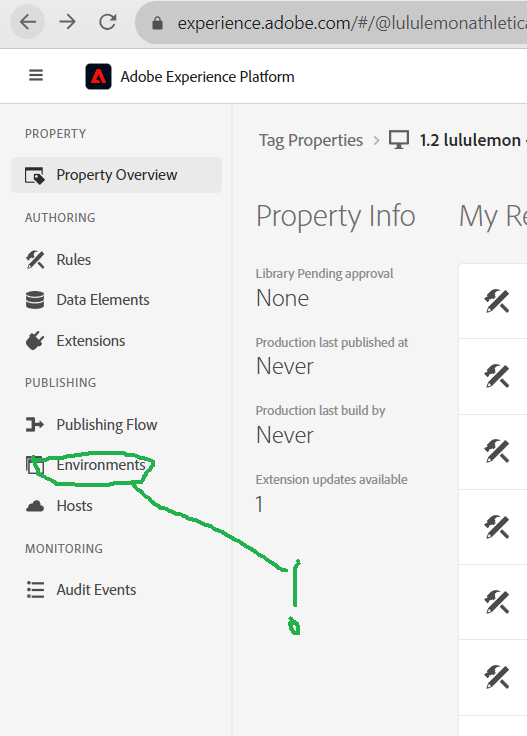 experience.adobe.com/#/@lululemonathletic
Adobe Experience Platform
PROPERTY
Tag Properties > 1.2 lululemon
Property Overview
Property Info
My Re
AUTHORING
Rules
Library Pending approval
None
Data Elements
Extensions
Production last published at
Never
PUBLISHING
Production last build by
Never
Publishing Flow
Environments
Extension updates available
1
Hosts
MONITORING
Audit Events